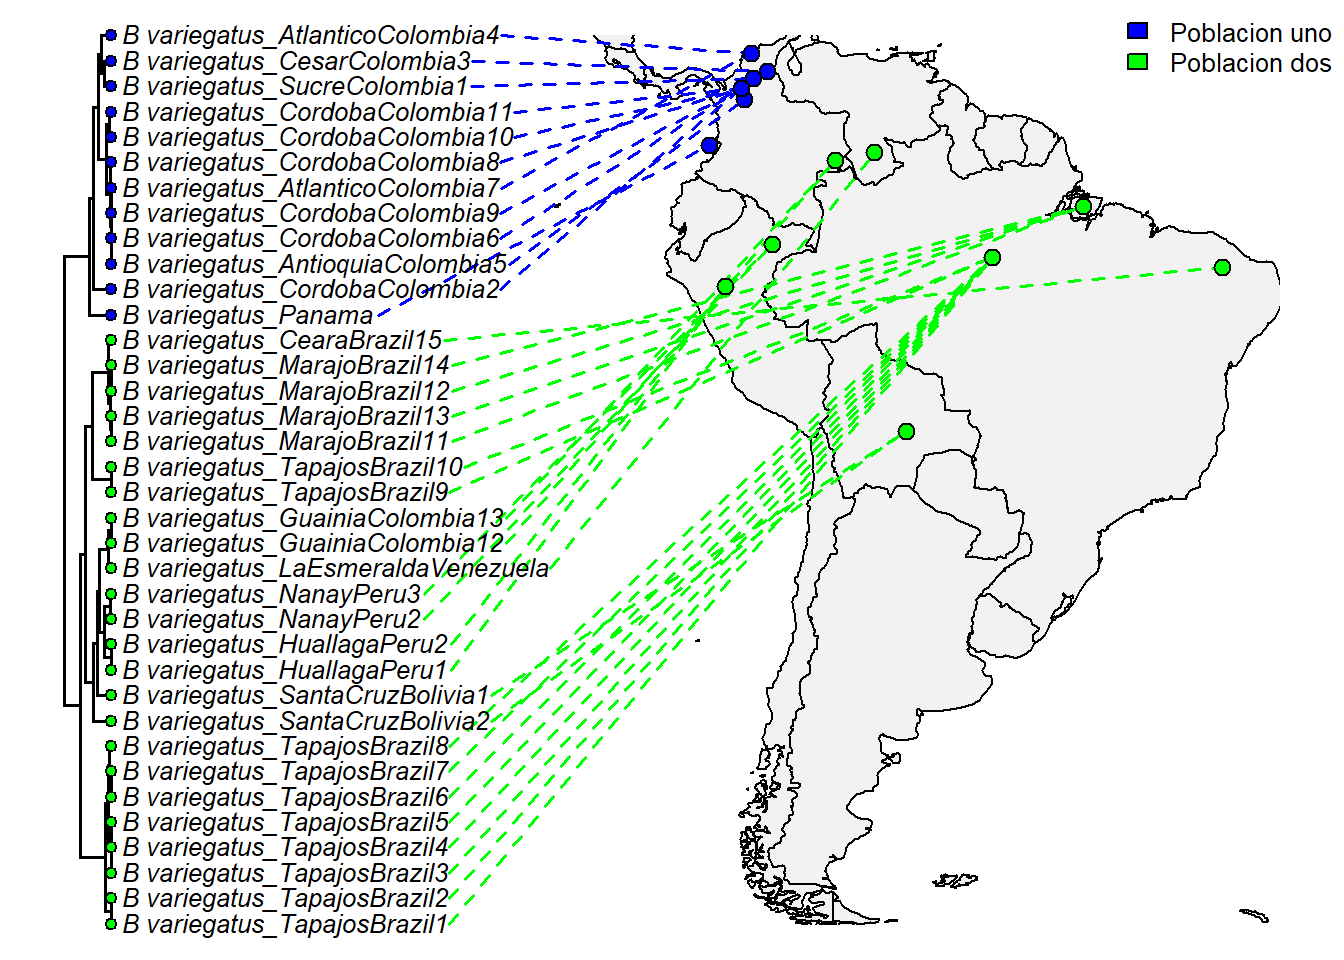 B variegatus_AtlanticoColombia4
B variegatus_CesarColombia3
B variegatus_SucreColombia1
B variegatus_CordobaColombia11
B variegatus_CordobaColombia10
B variegatus_CordobaColombia8
B variegatus_AtlanticoColombia7
B variegatus_CordobaColombia9
B variegatus_CordobaColombia6
B variegatus_AntioquiaColombia5
B variegatus_CordobaColombia2
B variegatus_Panama
B variegatus_CearaBrazil15
B variegatus_MarajoBrazil14
B variegatus_MarajoBrazil12
B variegatus_MarajoBrazil13
B variegatus_MarajoBrazil11
B variegatus_TapajosBrazil10
B variegatus_TapajosBrazil9
B variegatus_GuainiaColombia13
B variegatus_GuainiaColombia12
B variegatus_LaEsmeraldaVenezuela
B variegatus_NanayPeru3
B variegatus_NanayPeru2
B variegatus_HuallagaPeru2
B variegatus_HuallagaPeru1
B variegatus_SantaCruzBolivia1
B variegatus_SantaCruzBolivia2
B variegatus_TapajosBrazil8
B variegatus_TapajosBrazil7
B variegatus_TapajosBrazil6
B variegatus_TapajosBrazil5
B variegatus_TapajosBrazil4
B variegatus_TapajosBrazil3
B variegatus_TapajosBrazil2
B variegatus_TapajosBrazil1
Poblacion uno
Poblacion dos